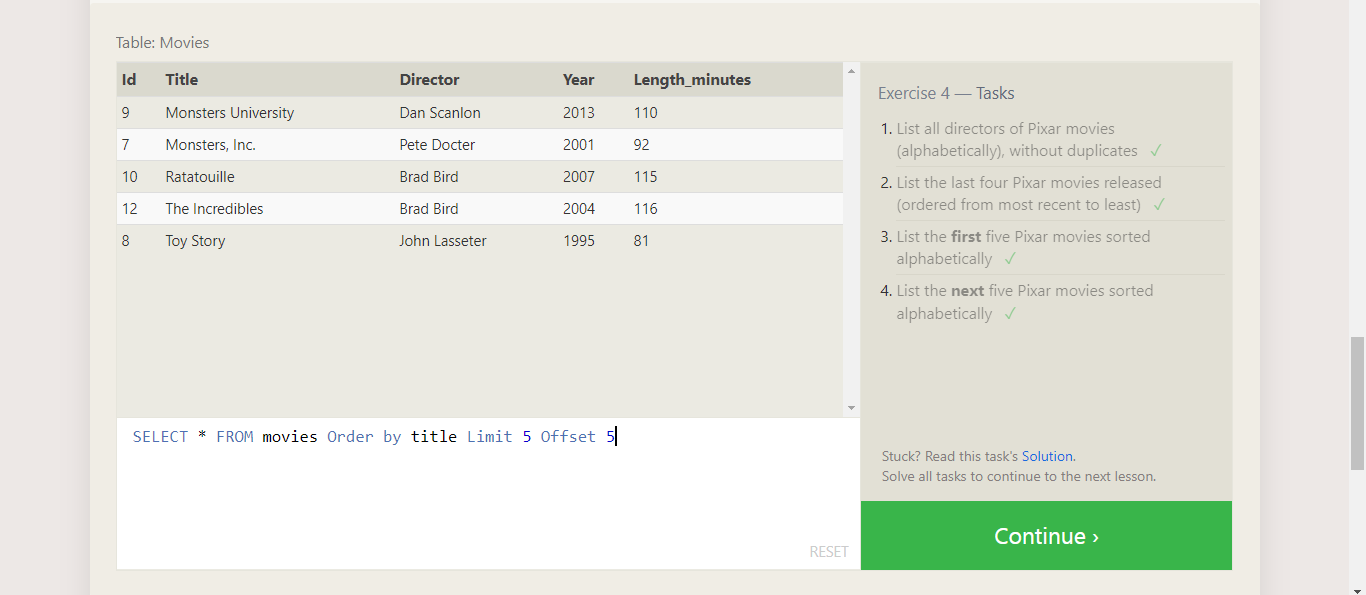 Table: Movies
Id Title Director Year Length_minutes
9 Monsters University Dan Scanlon 2013 110
7 Monsters, Inc. Pete Docter 2001 92
10 Ratatouille Brad Bird 2007 115
12 The Incredibles Brad Bird 2004 116
8 Toy Story John Lasseter 1995 81
SELECT * FROM movies Order by title Limit 5 Offset 5
RESET
Exercise 4 — Tasks
1. List all directors of Pixar movies
(alphabetically), without duplicates ✓
2. List the last four Pixar movies released
(ordered from most recent to least) ✓
3. List the first five Pixar movies sorted
alphabetically ✓
4. List the next five Pixar movies sorted
alphabetically ✓
Stuck? Read this task's Solution.
Solve all tasks to continue to the next lesson.
Continue ›